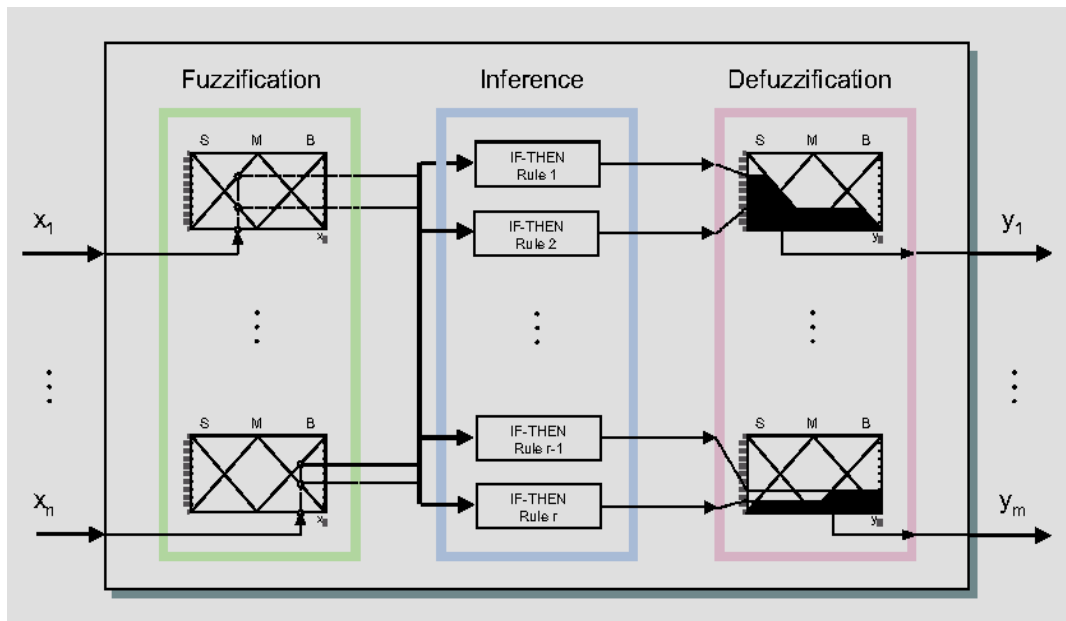 Fuzzification
Inference
Defuzzification
S M B
x
x1
IF-THEN
Rule 1
IF-THEN
Rule 2
S M B
y
y1
S M B
x
xn
IF-THEN
Rule r-1
IF-THEN
Rule r
S M B
y
ym